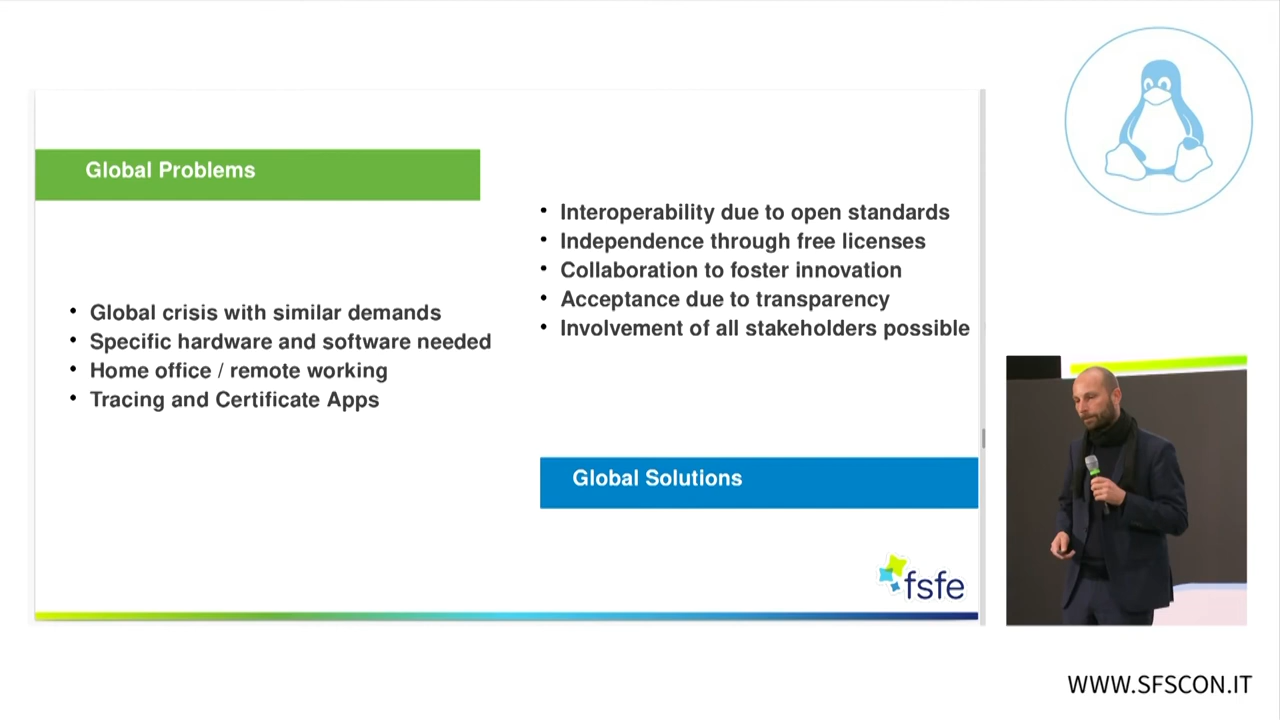 Global Problems
• Global crisis with similar demands
• Specific hardware and software needed
• Home office / remote working
• Tracing and Certificate Apps
• Interoperability due to open standards
• Independence through free licenses
• Collaboration to foster innovation
• Acceptance due to transparency
• Involvement of all stakeholders possible
Global Solutions
fsfe
WWW.SFSCON.IT